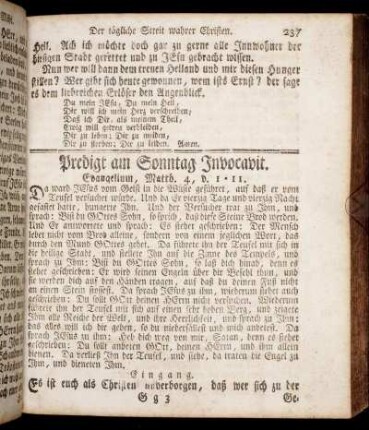 Der tägliche Streit wahrer Christen. 237
Heil. Ach ich möchte doch gar zu gerne alle Innwohner der
hiesigen Stadt gerettet und zu JEsu gebracht wissen.
Nun wer will dann dem treuen Heiland und mir diesen Hunger
stillen? Wer gibt sich heute gewonnen, wem ists Ernst? der sage
es dem liebreichen Erlöser den Augenblick.
Du mein JEsu, Du mein Heil,
Dir will ich mein Herz verschreiben,
Daß ich Dir, als meinem Theil,
Ewig will getreu verbleiben,
Dir zu leben; Dir zu meiden,
Dir zu sterben; Dir zu leiden. Amen.
Predigt am Sonntag Invocavit.
Evangelium, Matth. 4, v. 1-11.
Da ward JEsus vom Geist in die Wüste geführet, auf daß er vom
Teufel versuchet würde. Und da er vierzig Tage und vierzig Nacht
gefastet hatte, hungerte Ihn. Und der Versucher trat zu Ihm, und
sprach: Bist du GOttes Sohn, so sprich, daß diese Steine Brod werden.
Und Er antwortete und sprach: Es stehet geschrieben: Der Mensch
lebet nicht vom Brod alleine, sondern von einem jeglichen Wort, das
durch den Mund GOttes gehet. Da führete ihn der Teufel mit sich in
die heilige Stadt, und stellete Ihn auf die Zinne des Tempels, und
sprach zu Ihm: Bist du GOttes Sohn, so laß dich hinab, denn es
stehet geschrieben: Er wird seinen Engeln über dir Befehl thun, und
sie werden dich auf den Händen tragen, auf daß du deinen Fuß nicht
an einen Stein stössest. Da sprach JEsus zu ihm, wiederum stehet auch
geschrieben: Du sollt GOtt deinen HErrn nicht versuchen. Wiederum
führete Ihn der Teufel mit sich auf einen sehr hohen Berg, und zeigete
Ihm alle Reiche der Welt, und ihre Herrlichkeit, und sprach zu Ihm:
das alles will ich dir geben, so du niederfällest und mich anbetest. Da
sprach JEsus zu ihm: Heb dich weg von mir, Satan, denn es stehet
geschrieben: Du sollt anbeten GOtt, deinen HErrn, und ihm allein
dienen. Da verließ Ihn der Teufel, und siehe, da traten die Engel zu
Ihm, und dieneten Ihm.
Eingang.
Es ist euch als Christen unverborgen, daß wer sich zu der
G g 3 Ge-